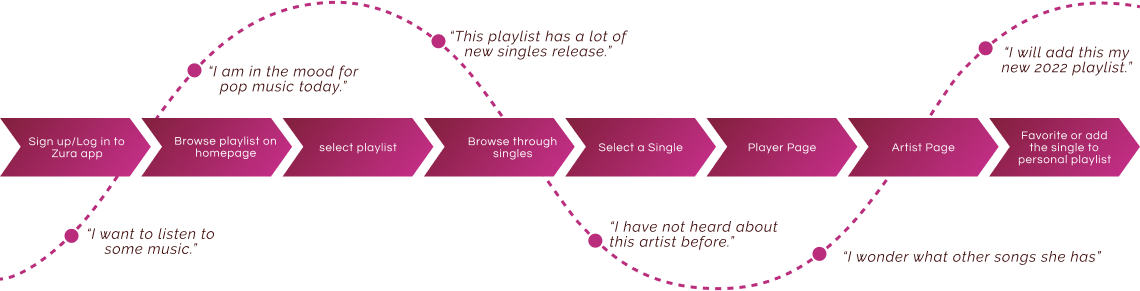 “This playlist has a lot of
new singles release.”
“I will add this my
new 2022 playlist.”
“I am in the mood for
pop music today.”
Sign up/Log in to
Zura app
Browse playlist on
homepage
select playlist
Browse through
singles
Select a Single
Player Page
Artist Page
Favorite or add
the single to
personal playlist
“I want to listen to
some music.”
“I have not heard about
this artist before.”
“I wonder what other songs she has”